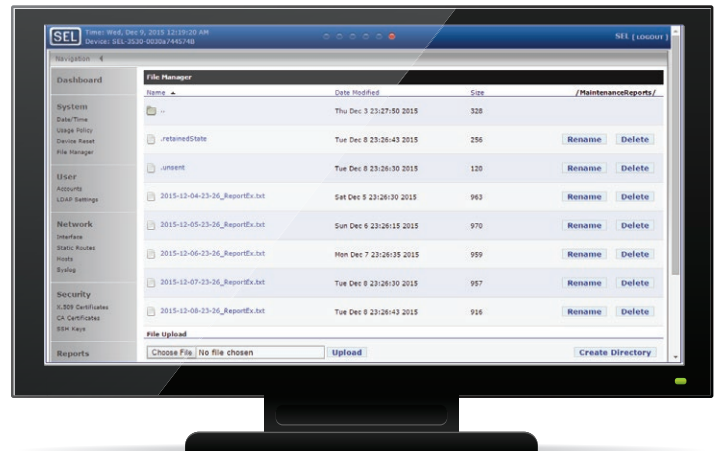 SEL Time: Wed, Dec 9, 2015 12:19:20 AM
Device: SEL-3530-0030a7445748
SEL [LOGOUT]
Navigation
Dashboard
System
Date/Time
Usage Policy
Device Reset
File Manager
User
Accounts
LDAP Settings
Network
Interface
Static Routes
Hosts
Syslog
Security
X.509 Certificates
CA Certificates
SSH Keys
Reports
File Manager
Name Date Modified Size /MaintenanceReports/
.. Thu Dec 3 23:27:50 2015 328
.retainedState Tue Dec 8 23:26:43 2015 256 Rename Delete
.unsent Tue Dec 8 23:26:30 2015 128 Rename Delete
2015-12-04-23-26_ReportEx.txt Sat Dec 5 23:26:30 2015 963 Rename Delete
2015-12-05-23-26_ReportEx.txt Sun Dec 6 23:26:15 2015 970 Rename Delete
2015-12-06-23-26_ReportEx.txt Mon Dec 7 23:26:35 2015 959 Rename Delete
2015-12-07-23-26_ReportEx.txt Tue Dec 8 23:26:30 2015 957 Rename Delete
2015-12-08-23-26_ReportEx.txt Tue Dec 8 23:26:43 2015 916 Rename Delete
File Upload
Choose File No file chosen Upload Create Directory